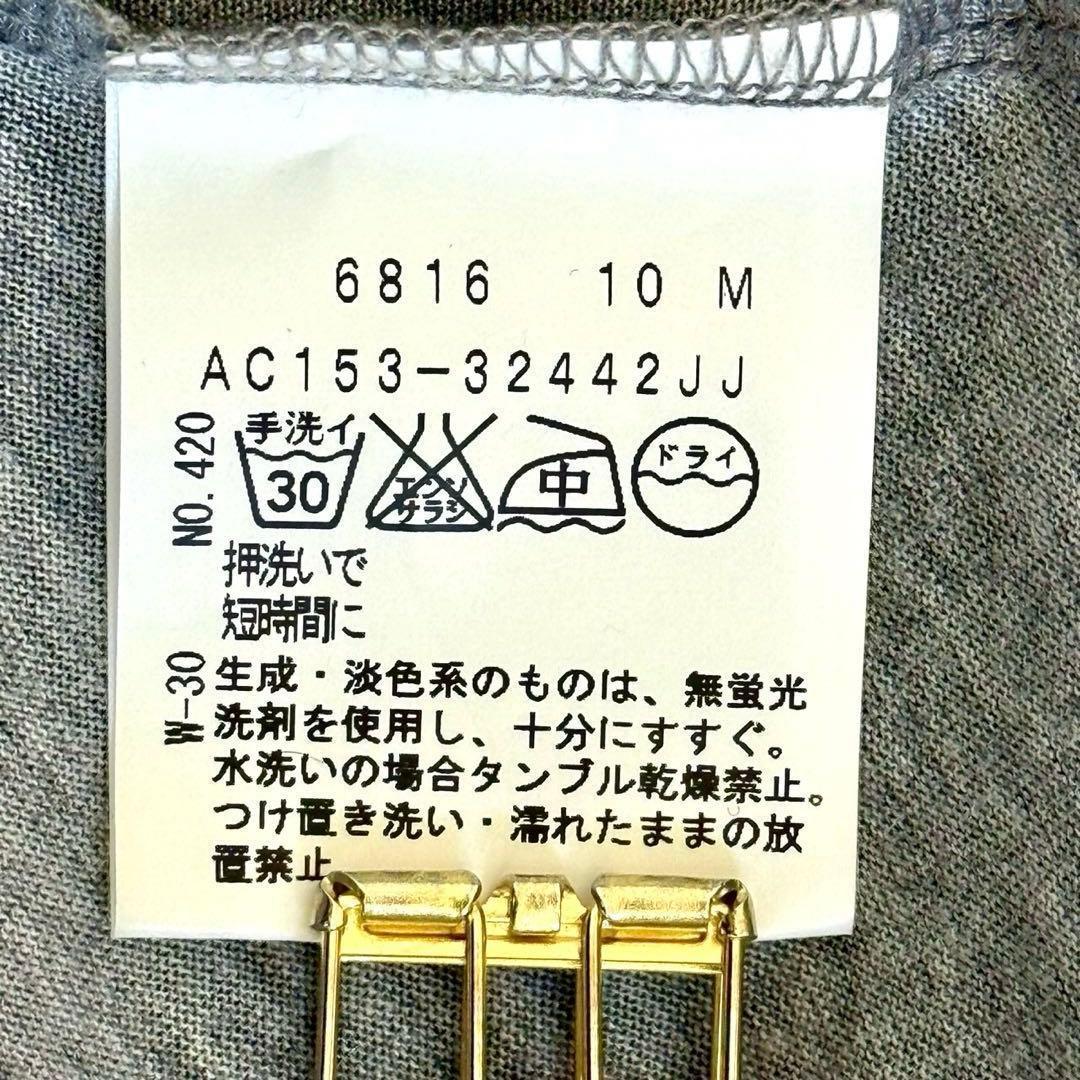 6816 10 M
AC153-32442JJ
NO.420
手洗イ
30
エンソ
サラシ
中
ドライ
押洗いで
短時間に
W-30
生成・淡色系のものは、無蛍光
洗剤を使用し、十分にすすぐ。
水洗いの場合タンブル乾燥禁止。
つけ置き洗い・濡れたままの放
置禁止